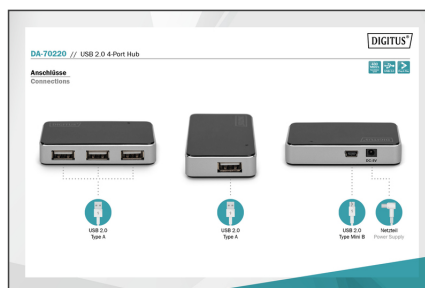 DIGITUS®
DA-70220 // USB 2.0 4-Port Hub
Anschlüsse
Connections
DC 5V
USB 2.0
Type A
USB 2.0
Type A
USB 2.0
Type Mini B
Netzteil
Power Supply